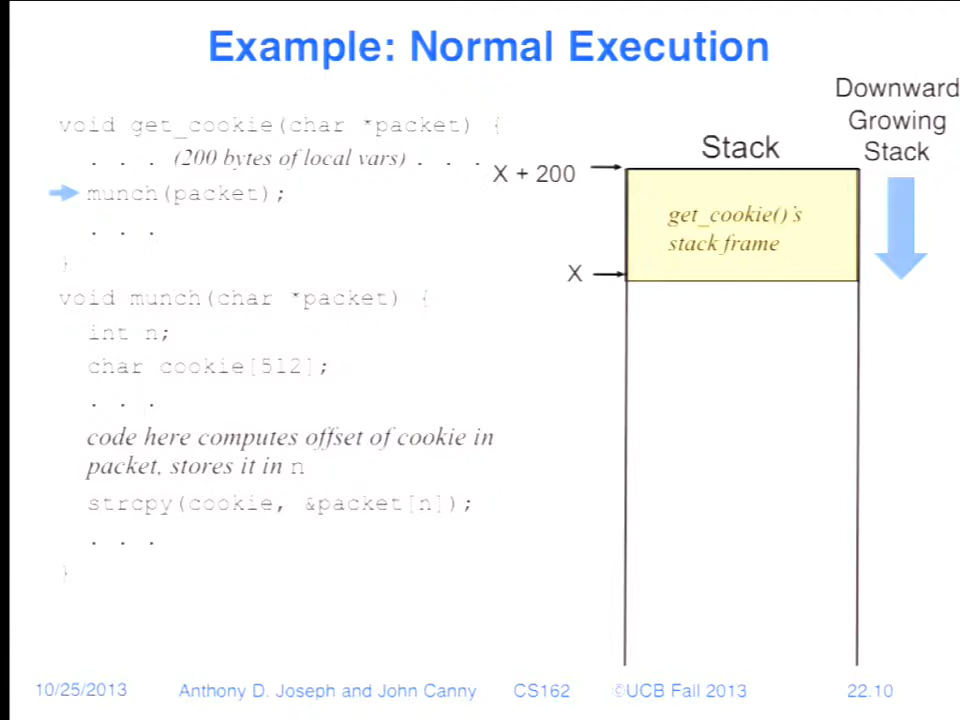 Example: Normal Execution
void get_cookie(char *packet) {
. . . (200 bytes of local vars) . . .
munch(packet);
. . .
}
void munch(char *packet) {
int n;
char cookie[512];
. . .
code here computes offset of cookie in
packet, stores it in n
strcpy(cookie, &packet[n]);
. . .
}
Downward
Growing
Stack
Stack
X + 200
get_cookie()'s
stack frame
X
10/25/2013 Anthony D. Joseph and John Canny CS162 ©UCB Fall 2013 22.10